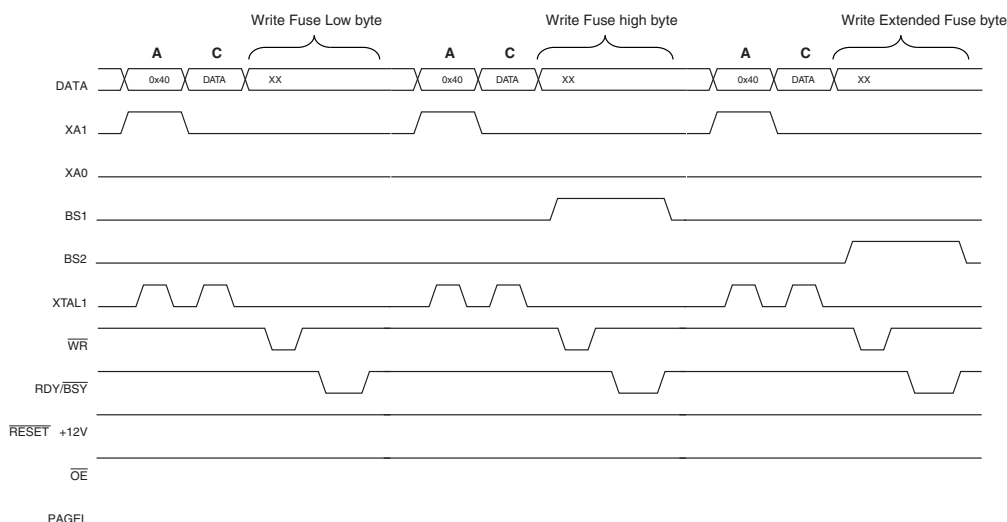 Write Fuse Low byte Write Fuse high byte Write Extended Fuse byte
A C A C A C
DATA 0x40 DATA XX 0x40 DATA XX 0x40 DATA XX
XA1
XA0
BS1
BS2
XTAL1
WR
RDY/BSY
RESET +12V
OE
PAGEL